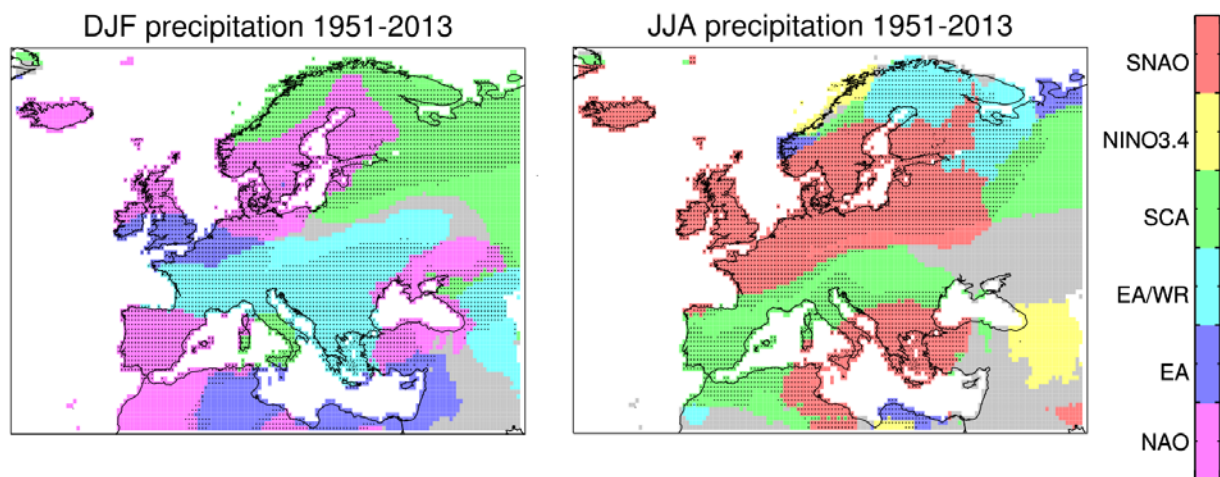 DJF precipitation 1951-2013
JJA precipitation 1951-2013
SNAO
NINO3.4
SCA
EA/WR
EA
NAO